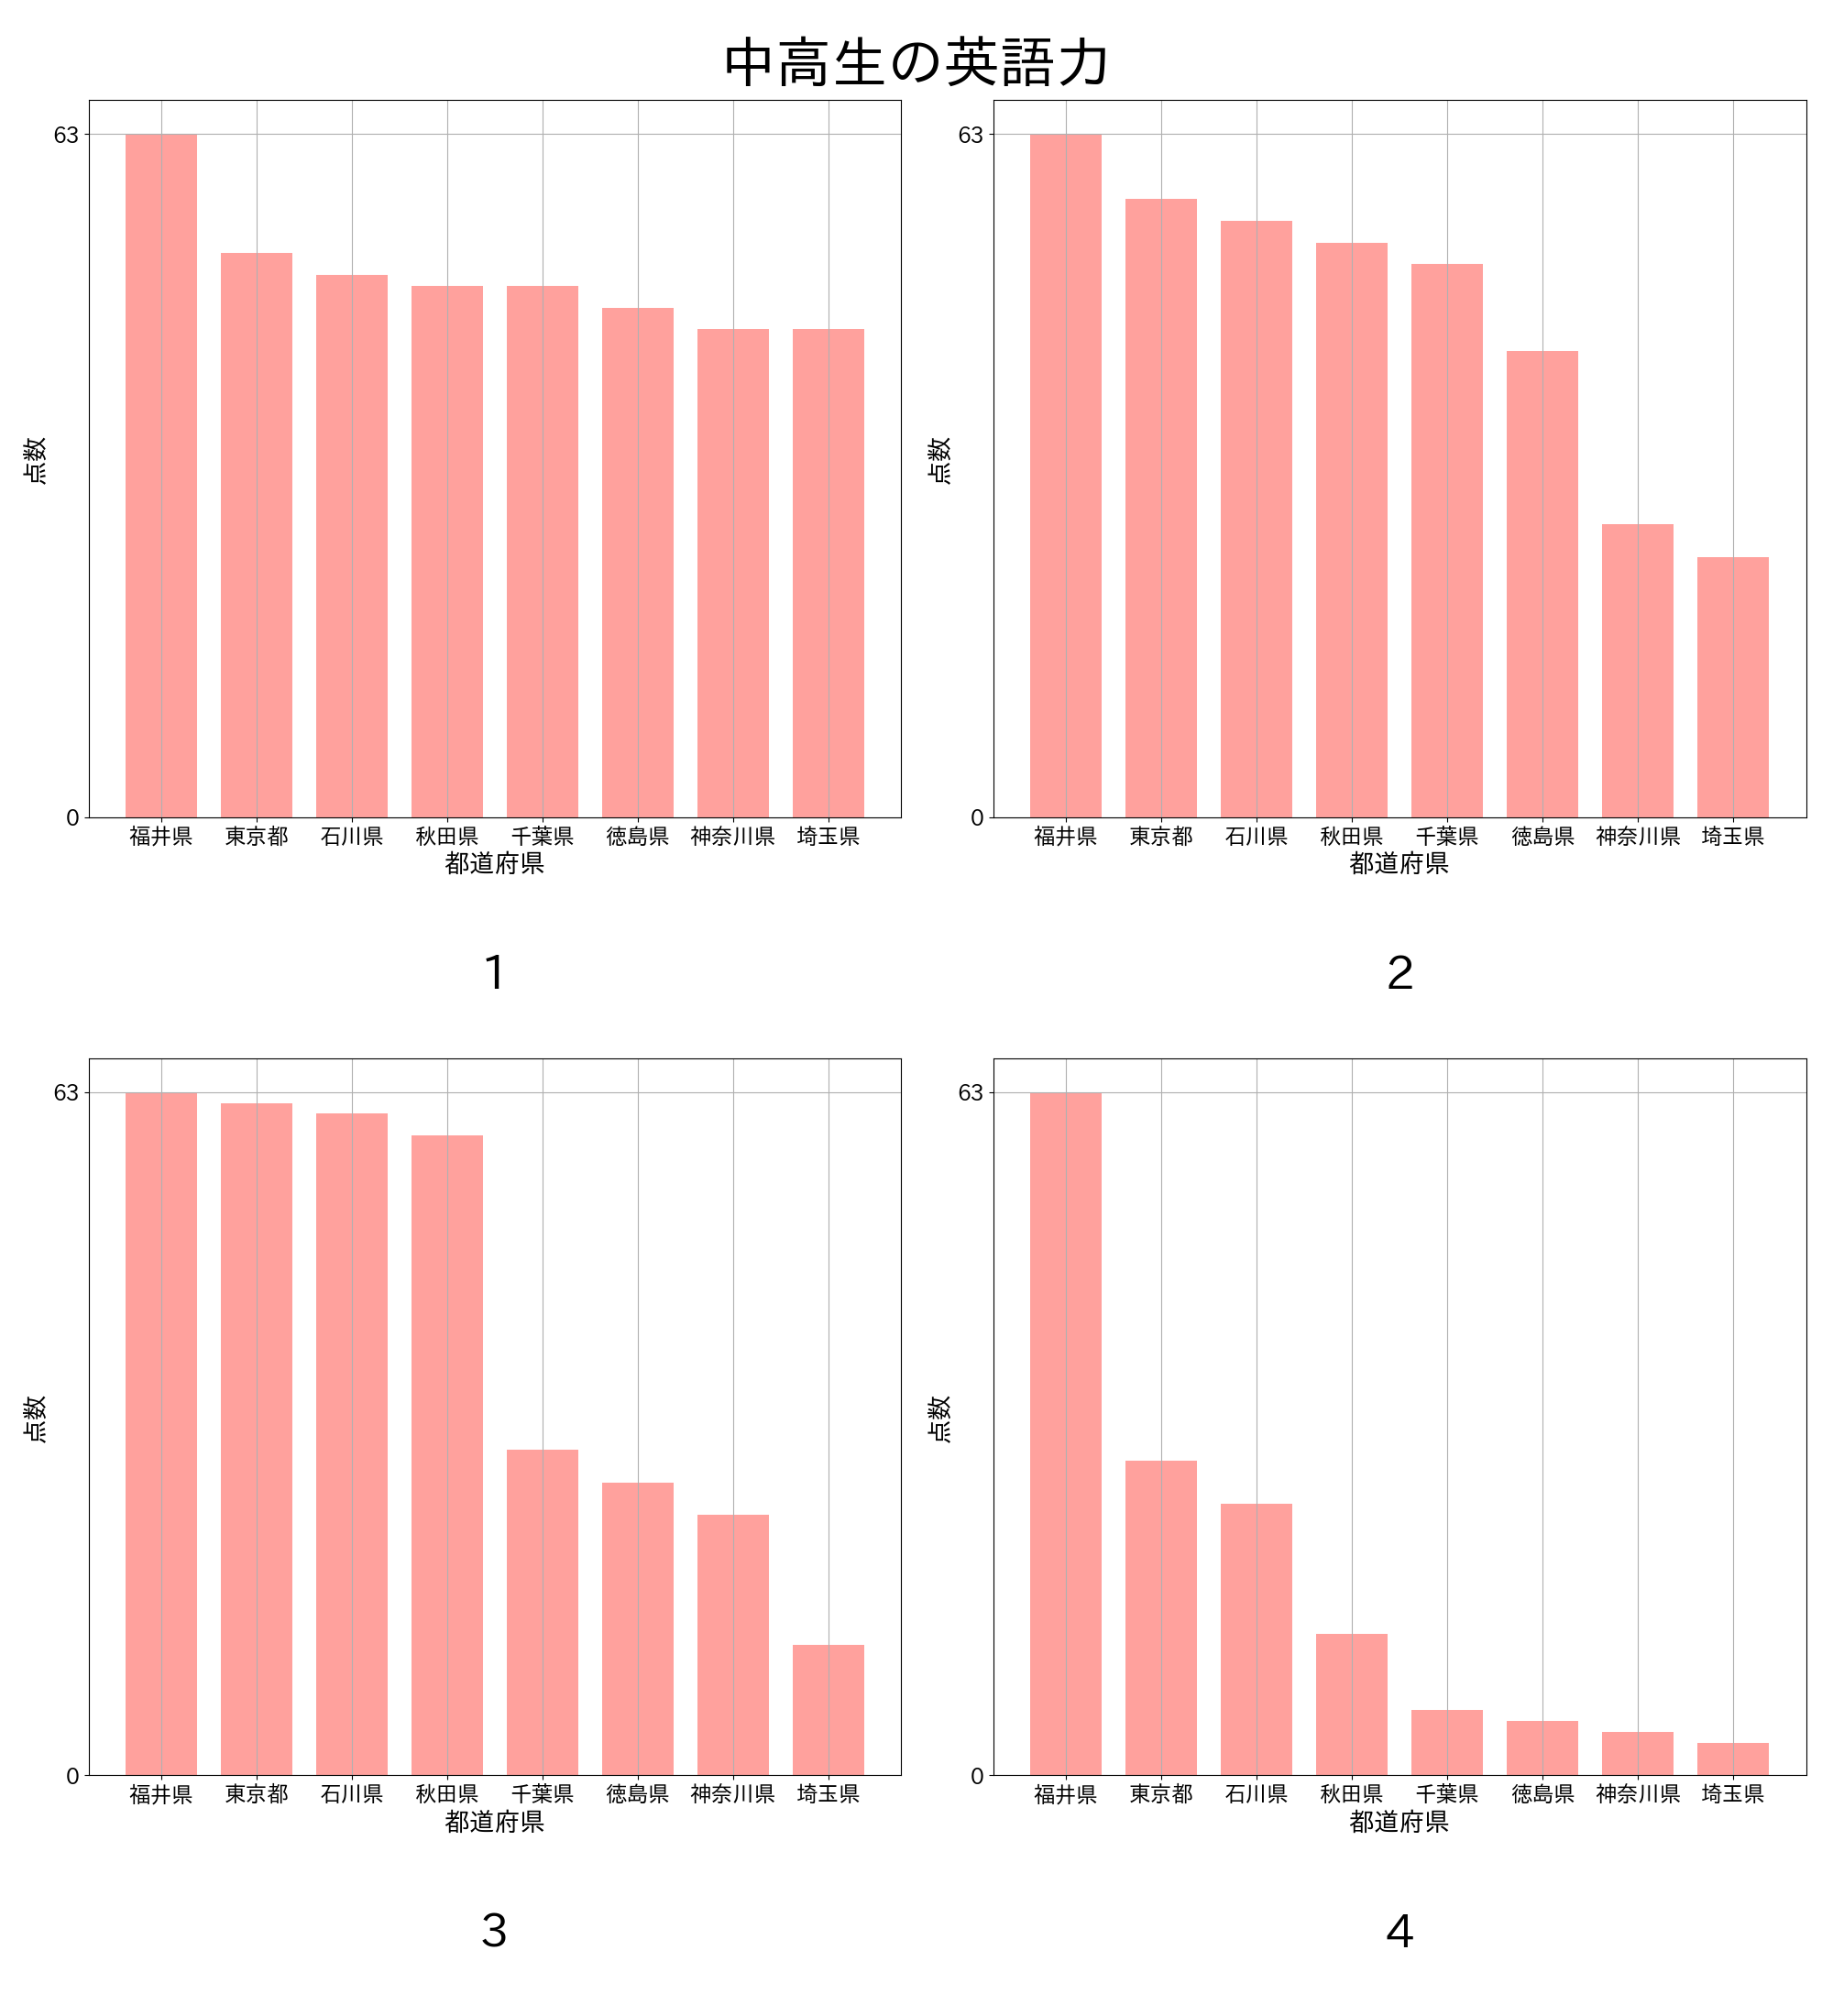 中高生の英語力
63
点数
0
福井県 東京都 石川県 秋田県 千葉県 徳島県 神奈川県 埼玉県
都道府県
1
63
点数
0
福井県 東京都 石川県 秋田県 千葉県 徳島県 神奈川県 埼玉県
都道府県
2
63
点数
0
福井県 東京都 石川県 秋田県 千葉県 徳島県 神奈川県 埼玉県
都道府県
3
63
点数
0
福井県 東京都 石川県 秋田県 千葉県 徳島県 神奈川県 埼玉県
都道府県
4